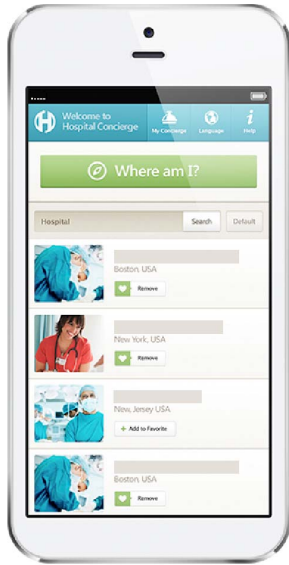 Welcome to
Hospital Concierge
My Concierge
Language
Help
Where am I?
Hospital
Search
Default
Boston, USA
Remove
New York, USA
Remove
New, Jersey USA
+ Add to Favorite
Boston, USA
Remove